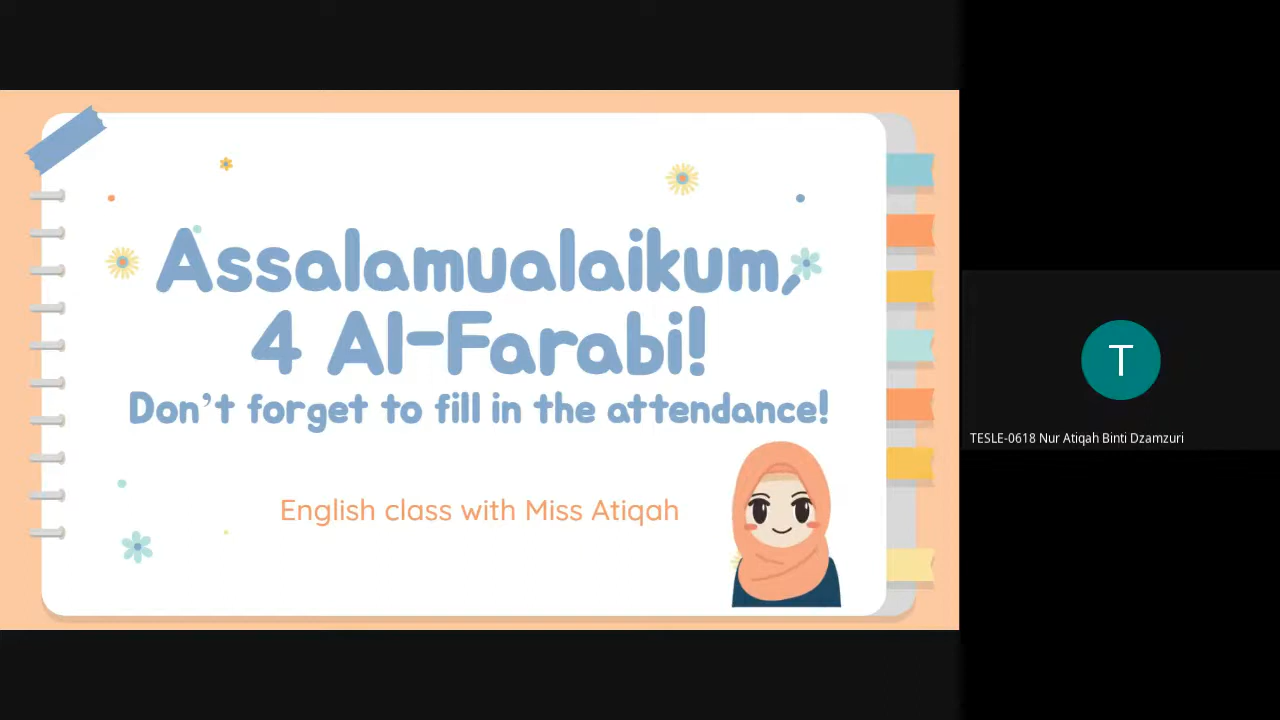 Assalamualaikum,
4 Al-Farabi!
Don't forget to fill in the attendance!
English class with Miss Atiqah
T
TESLE-0618 Nur Atiqah Binti Dzamzuri